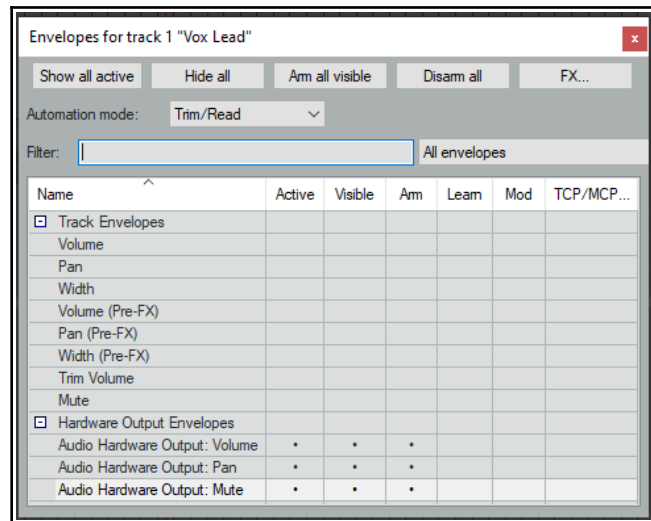 Envelopes for track 1 "Vox Lead"
x
Show all active Hide all Arm all visible Disarm all FX...
Automation mode: Trim/Read
Filter: All envelopes
Name Active Visible Arm Learn Mod TCP/MCP...
Track Envelopes
Volume
Pan
Width
Volume (Pre-FX)
Pan (Pre-FX)
Width (Pre-FX)
Trim Volume
Mute
Hardware Output Envelopes
Audio Hardware Output: Volume • • •
Audio Hardware Output: Pan • • •
Audio Hardware Output: Mute • • •